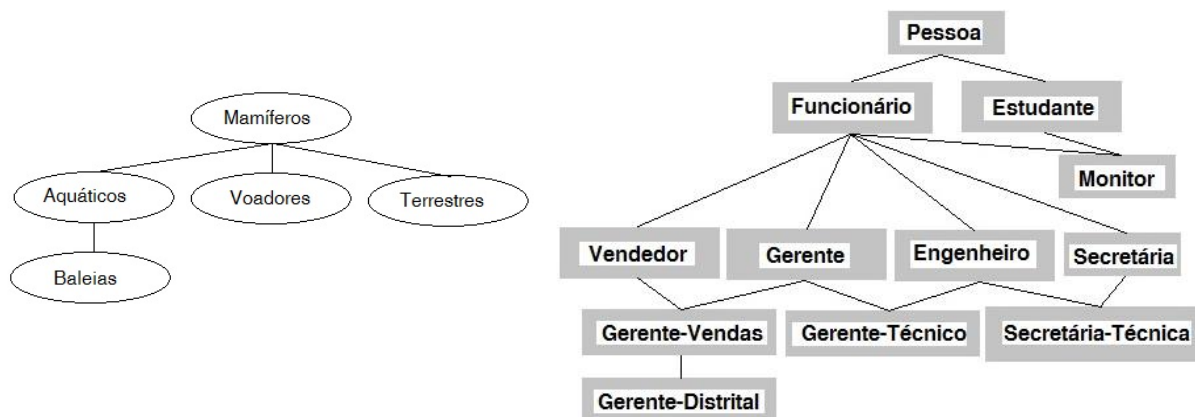 Mamíferos
Aquáticos
Voadores
Terrestres
Baleias
Pessoa
Funcionário
Estudante
Monitor
Vendedor
Gerente
Engenheiro
Secretária
Gerente-Vendas
Gerente-Técnico
Secretária-Técnica
Gerente-Distrital